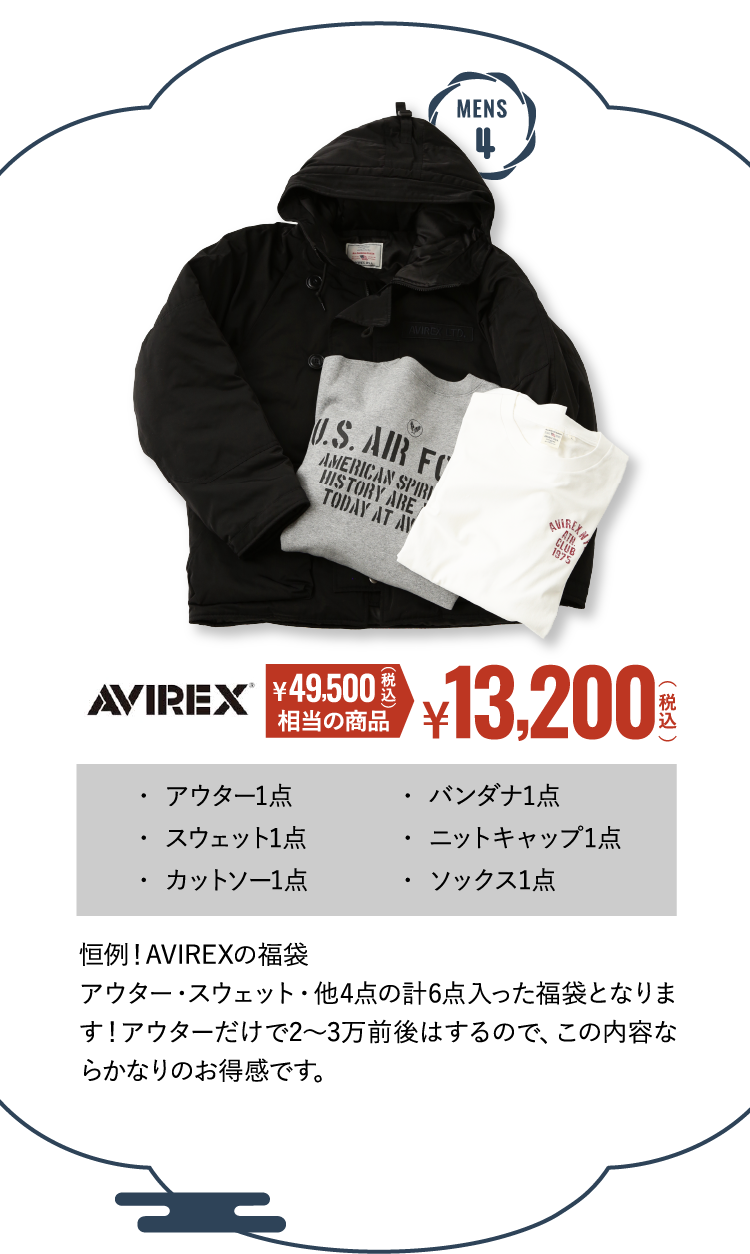 MENS
4
AVIREX LTD.
U.S. AIR FO
AMERICAN SPIRI
HISTORY ARE
TODAY AT AV
AVIREX N.Y.
ATH.
CLUB
1975
AVIREX®
¥49,500(税込)
相当の商品
¥13,200(税込)
・ アウター1点
・ スウェット1点
・ カットソー1点
・ バンダナ1点
・ ニットキャップ1点
・ ソックス1点
恒例！AVIREXの福袋
アウター・スウェット・他4点の計6点入った福袋となりま
す！アウターだけで2〜3万前後はするので、この内容な
らかなりのお得感です。